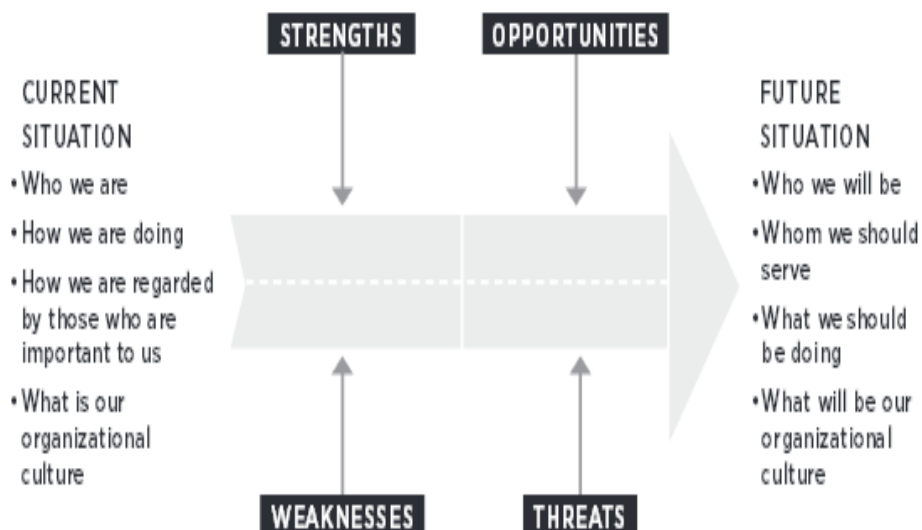 STRENGTHS
OPPORTUNITIES
CURRENT
SITUATION
• Who we are
• How we are doing
• How we are regarded
by those who are
important to us
• What is our
organizational
culture
FUTURE
SITUATION
• Who we will be
• Whom we should
serve
• What we should
be doing
• What will be our
organizational
culture
WEAKNESSES
THREATS